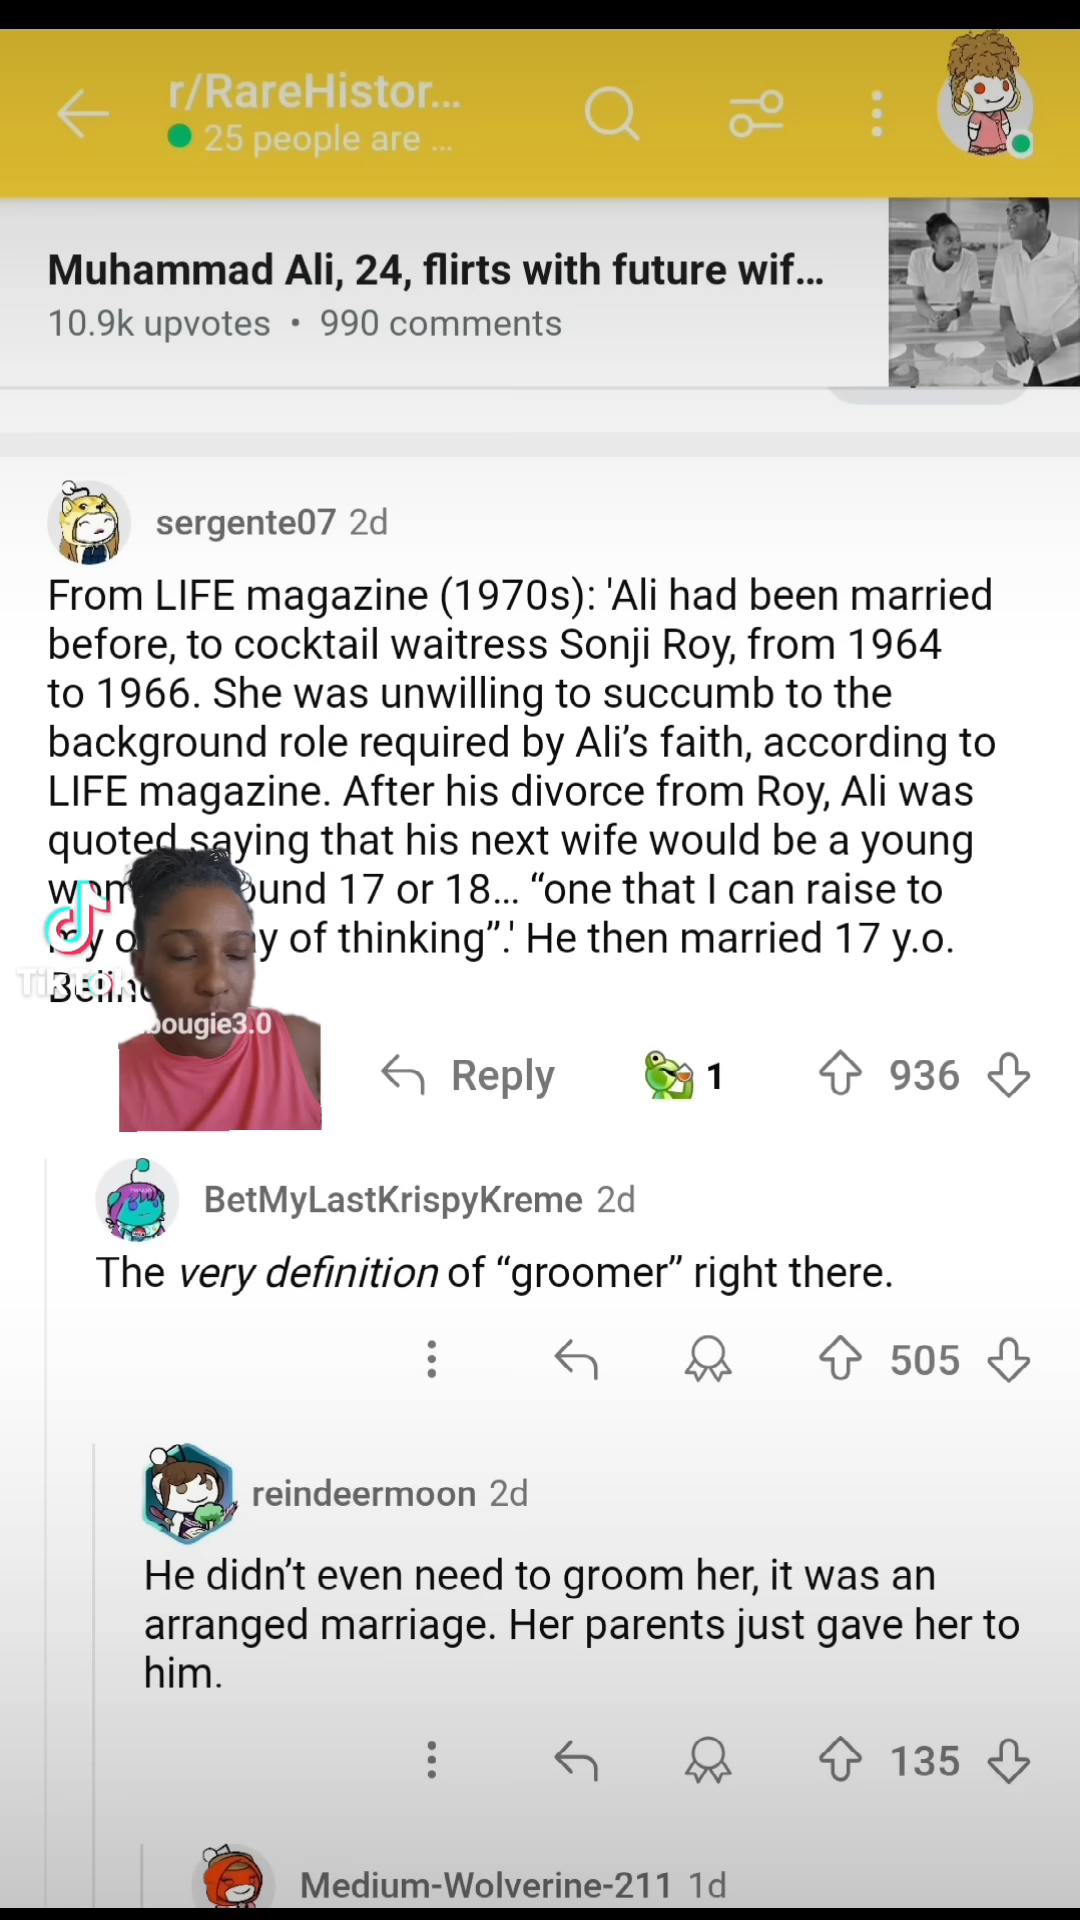 r/RareHistor...
25 people are ...
Muhammad Ali, 24, flirts with future wif...
10.9k upvotes • 990 comments
sergente07 2d
From LIFE magazine (1970s): 'Ali had been married
before, to cocktail waitress Sonji Roy, from 1964
to 1966. She was unwilling to succumb to the
background role required by Ali’s faith, according to
LIFE magazine. After his divorce from Roy, Ali was
quoted saying that his next wife would be a young
17 or 18... “one that I can raise to
of thinking”.' He then married 17 y.o.
TikTok
bougie3.0
Reply
1
936
BetMyLastKrispyKreme 2d
The very definition of “groomer” right there.
505
reindeermoon 2d
He didn’t even need to groom her, it was an
arranged marriage. Her parents just gave her to
him.
135
Medium-Wolverine-211 1d